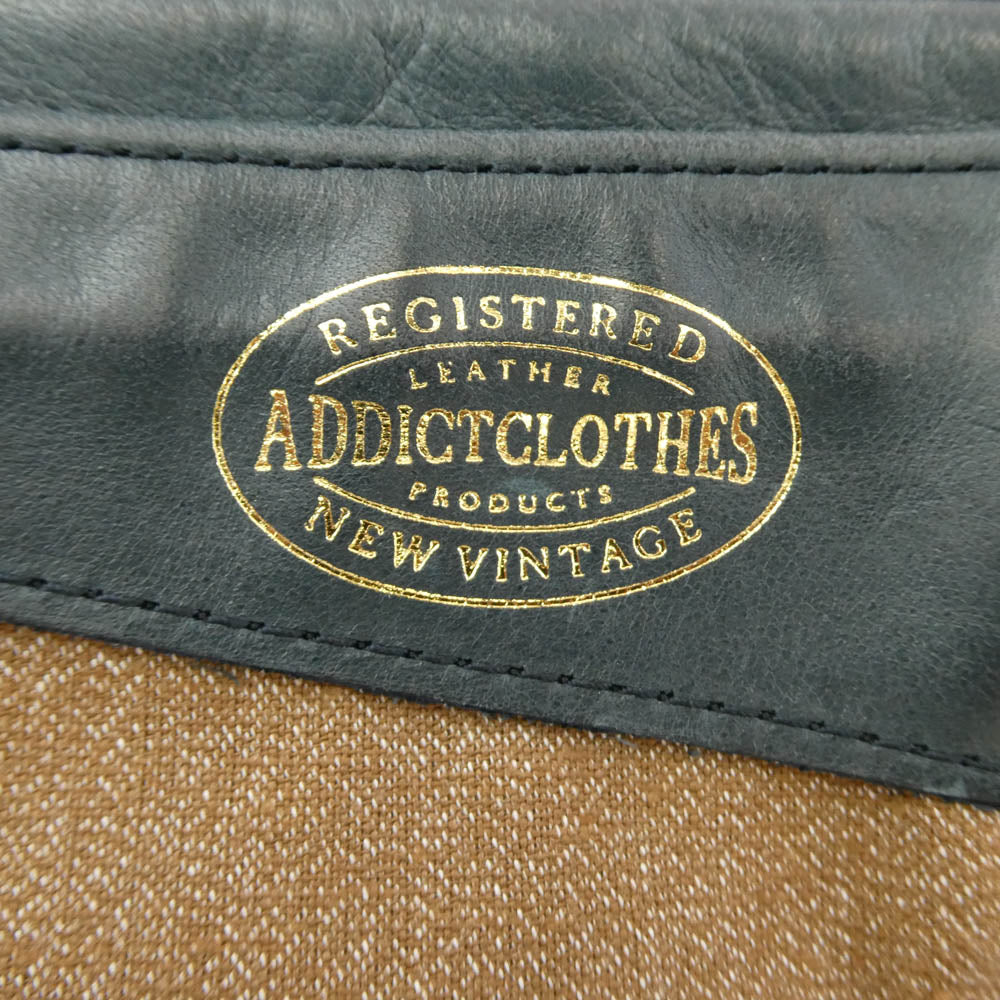 REGISTERED
LEATHER
ADDICTCLOTHES
PRODUCTS
NEW VINTAGE